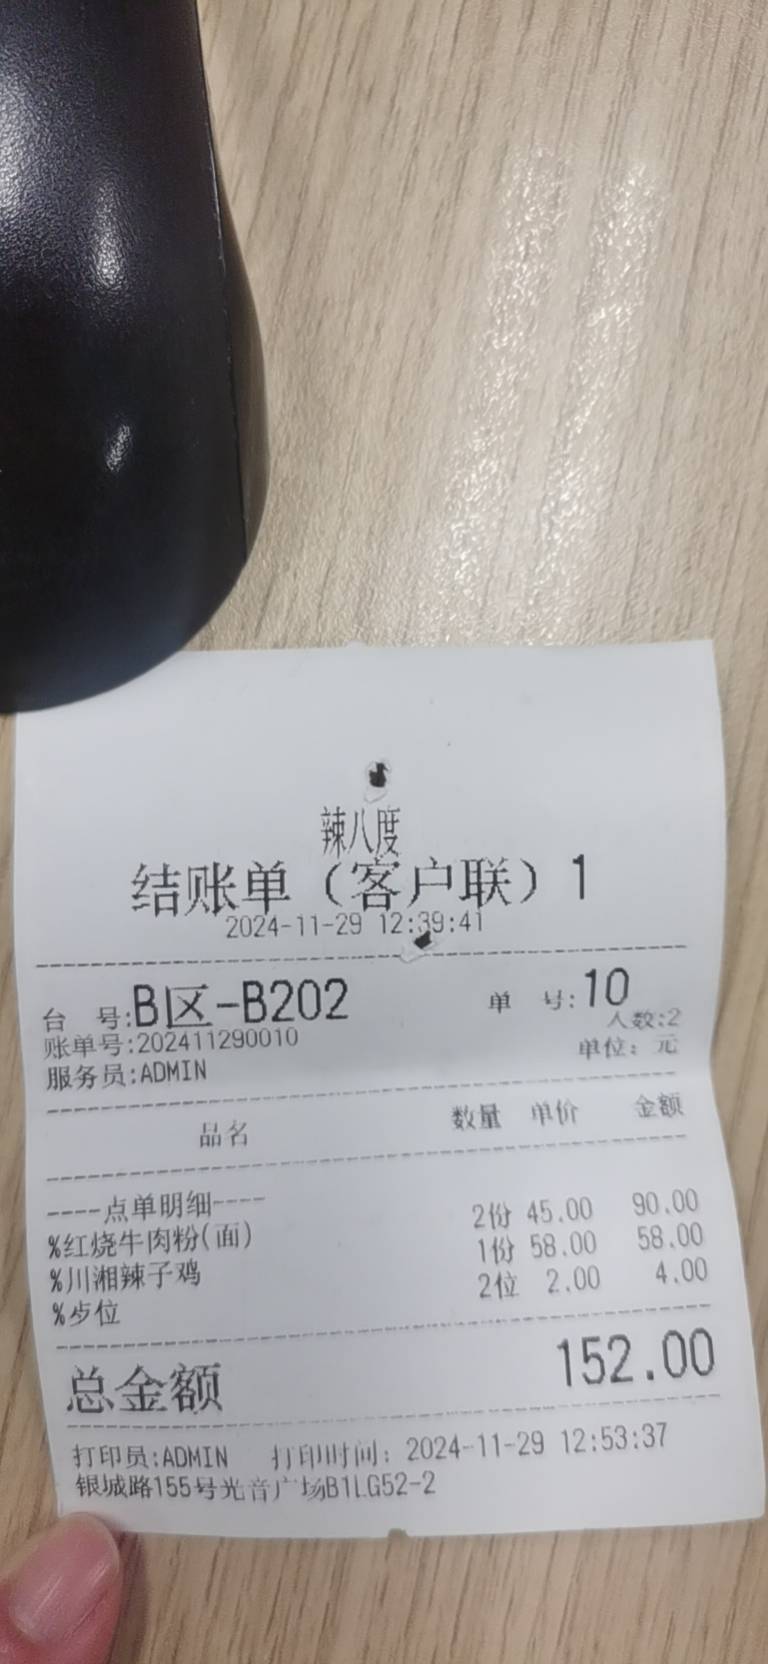 辣八度
结账单（客户联）1
2024-11-29 12:39:41
台 号:B区-B202 单 号:10
人数:2
账单号:202411290010
单位：元
服务员:ADMIN
品名 数量 单价 金额
----点单明细----
%红烧牛肉粉(面) 2份 45.00 90.00
%川湘辣子鸡 1份 58.00 58.00
%歺位 2位 2.00 4.00
总金额 152.00
打印员:ADMIN 打印时间：2024-11-29 12:53:37
银城路155号光音广场B1LG52-2